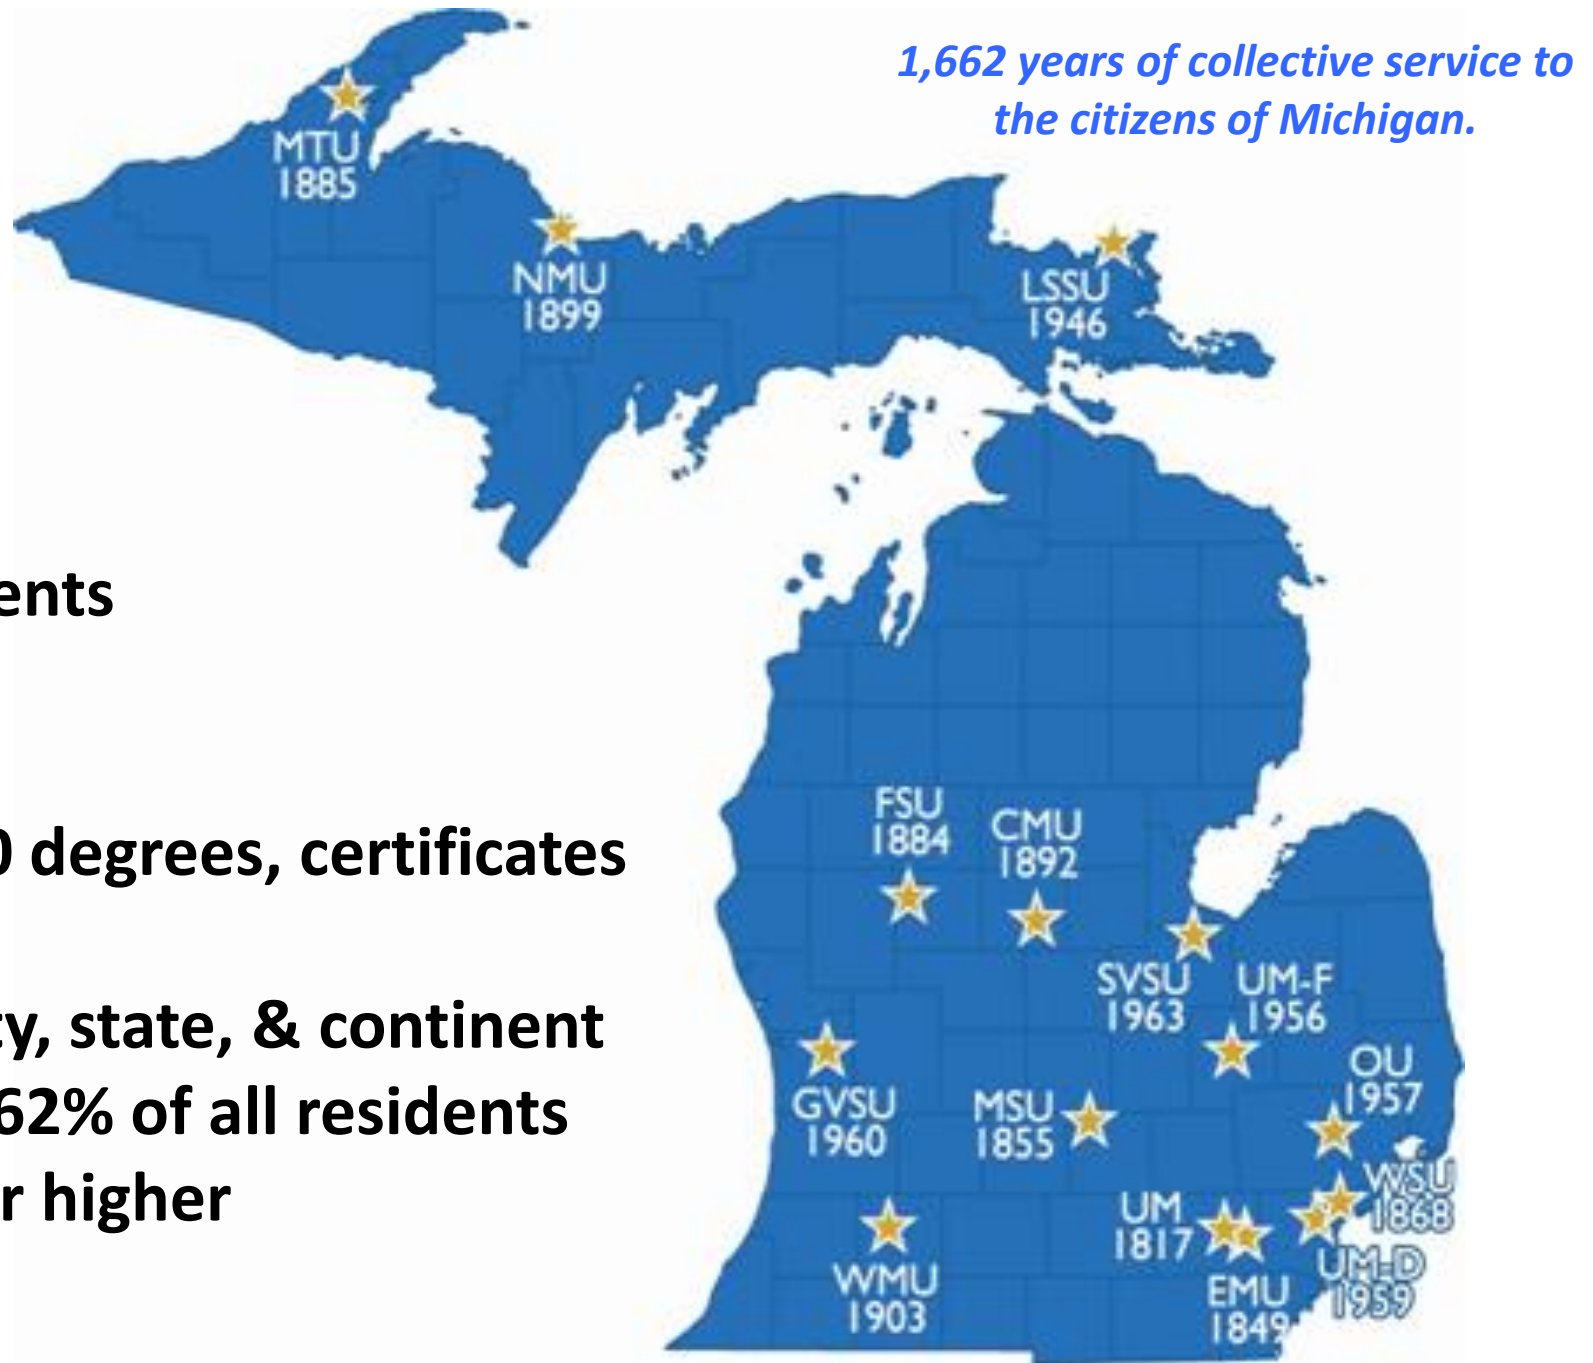 1,662 years of collective service to
the citizens of Michigan.
MTU
1885
NMU
1899
LSSU
1946
ents
0 degrees, certificates
ty, state, & continent
62% of all residents
r higher
FSU
1884
CMU
1892
SVSU
1963
UM-F
1956
OU
1957
GVSU
1960
MSU
1855
WSU
1868
UM
1817
UM-D
1959
WMU
1903
EMU
1849